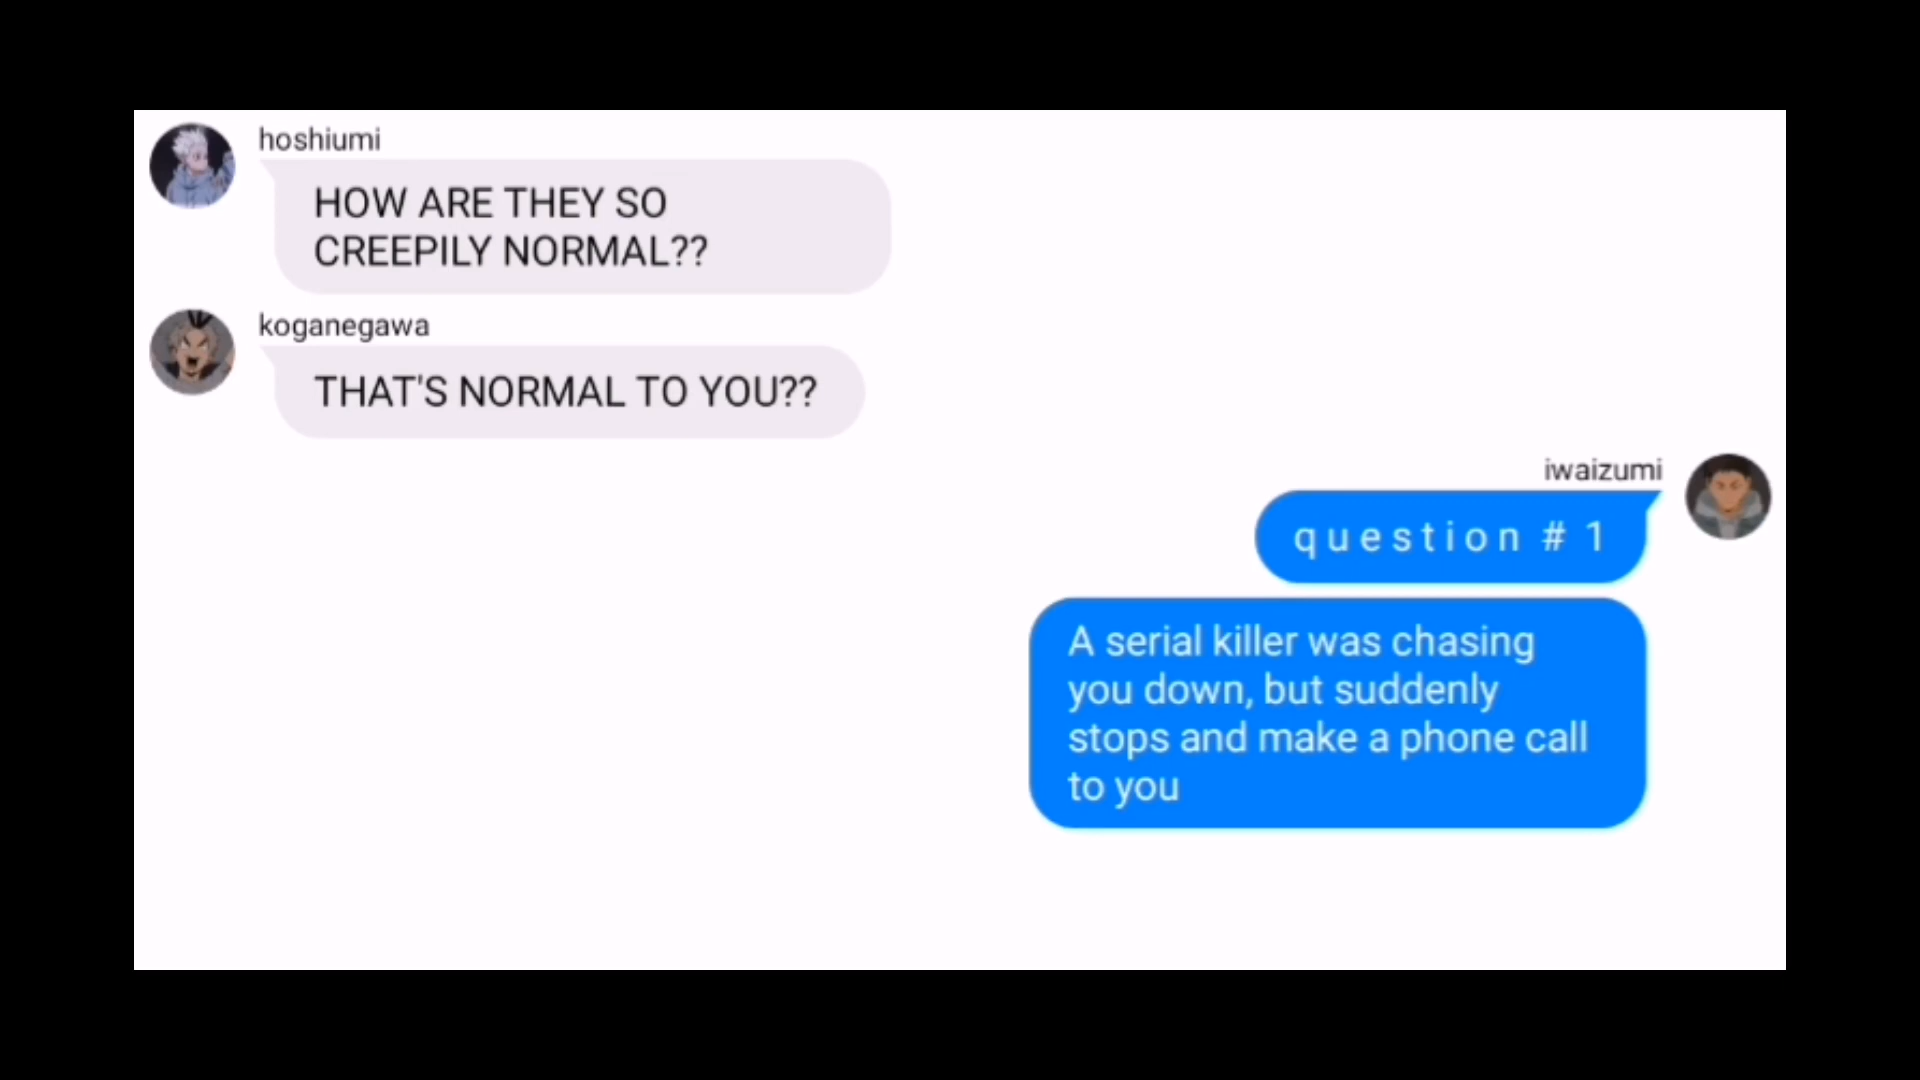 hoshiumi
HOW ARE THEY SO
CREEPILY NORMAL??
koganegawa
THAT'S NORMAL TO YOU??
iwaizumi
q u e s t i o n # 1
A serial killer was chasing
you down, but suddenly
stops and make a phone call
to you